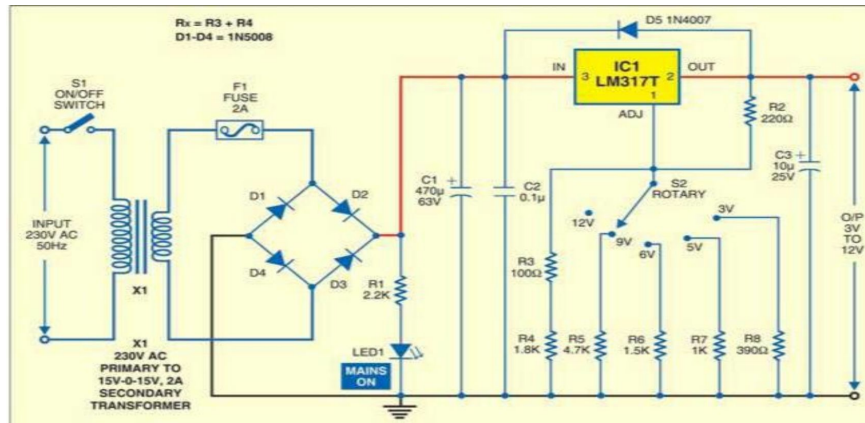 Rx = R3 + R4
D1-D4 = 1N5008
S1
ON/OFF
SWITCH
F1
FUSE
2A
INPUT
230V AC
50Hz
X1
X1
230V AC
PRIMARY TO
15V-0-15V, 2A
SECONDARY
TRANSFORMER
D1
D2
D4
D3
R1
2.2K
LED1
MAINS
ON
C1
470µ
63V
+
C2
0.1µ
D5 1N4007
IN
3
IC1
LM317T
2
1
OUT
ADJ
R2
220Ω
C3
10µ
25V
+
S2
ROTARY
12V
9V
6V
5V
3V
R3
100Ω
R4
1.8K
R5
4.7K
R6
1.5K
R7
1K
R8
390Ω
O/P
3V
TO
12V